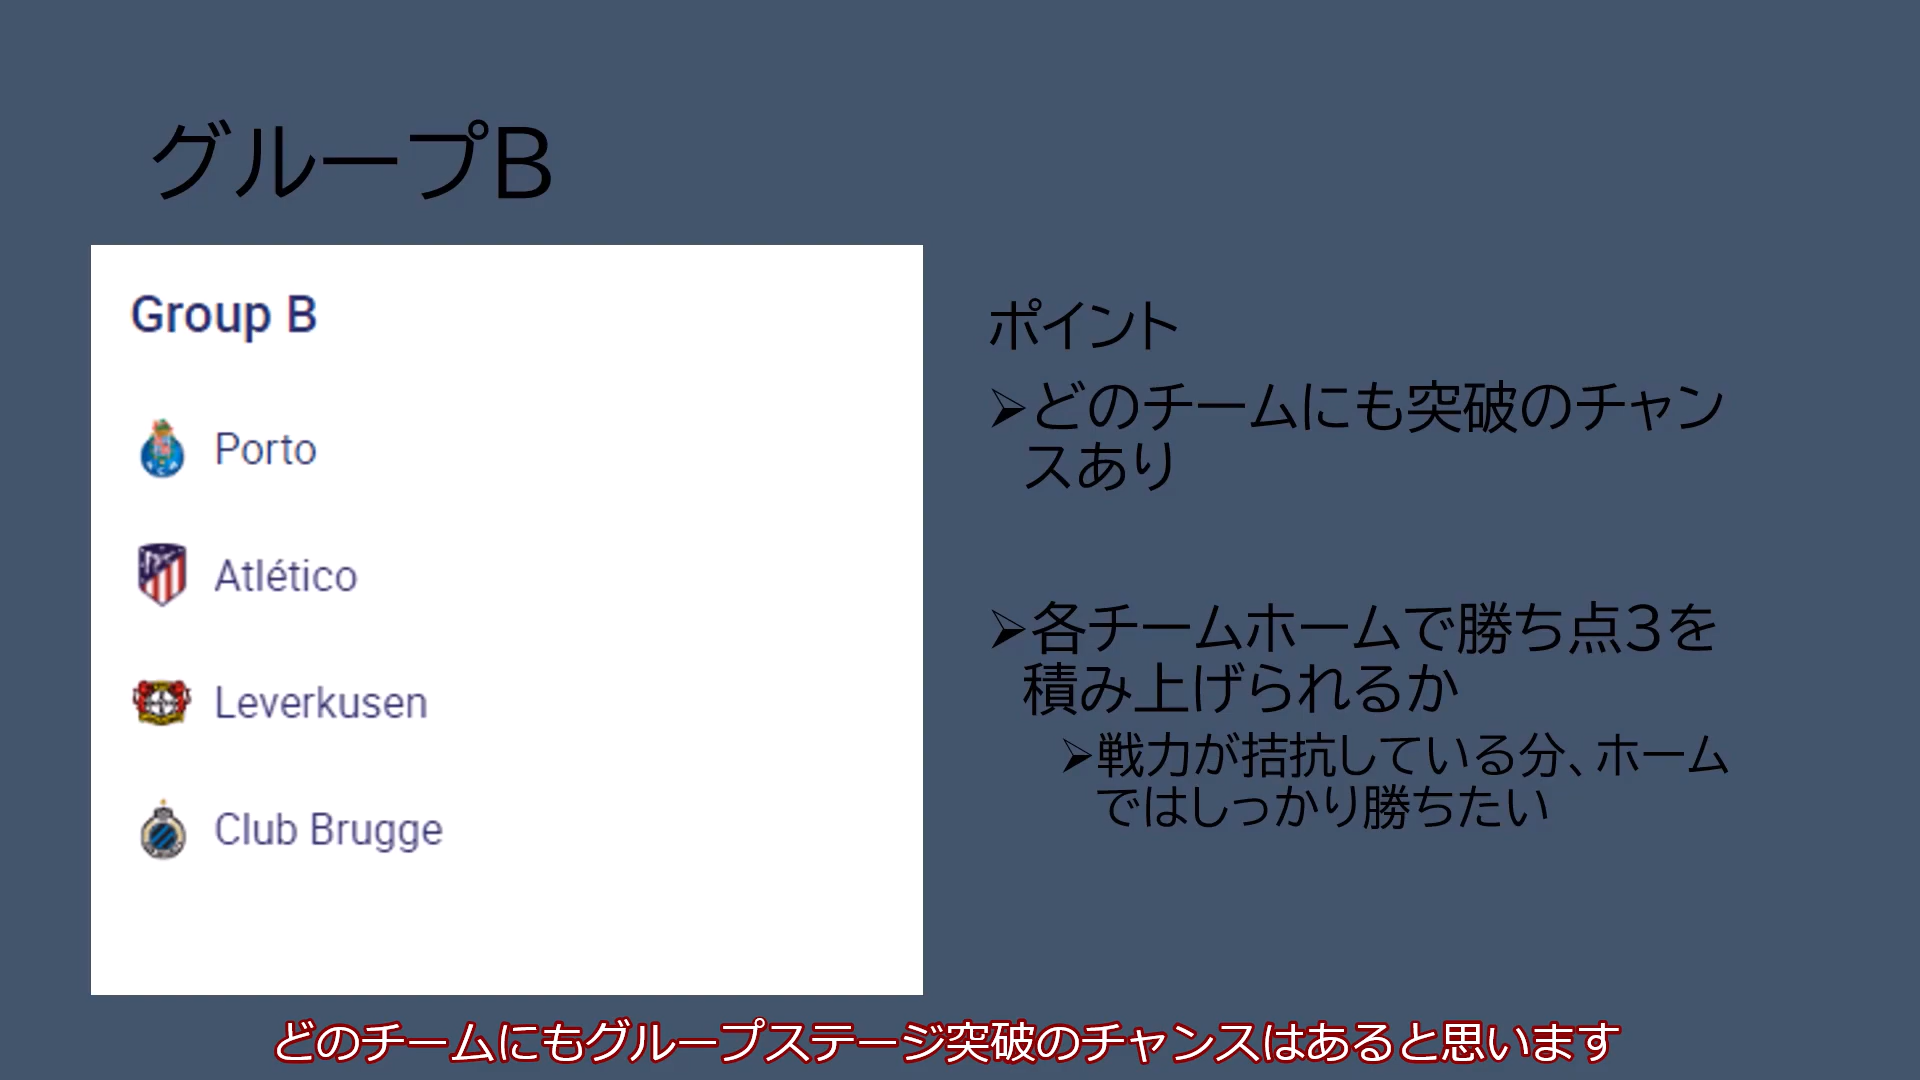 グループB
Group B
Porto
Atlético
Leverkusen
Club Brugge
ポイント
➢どのチームにも突破のチャン
スあり
➢各チームホームで勝ち点3を
積み上げられるか
➢戦力が拮抗している分、ホーム
ではしっかり勝ちたい
どのチームにもグループステージ突破のチャンスはあると思います